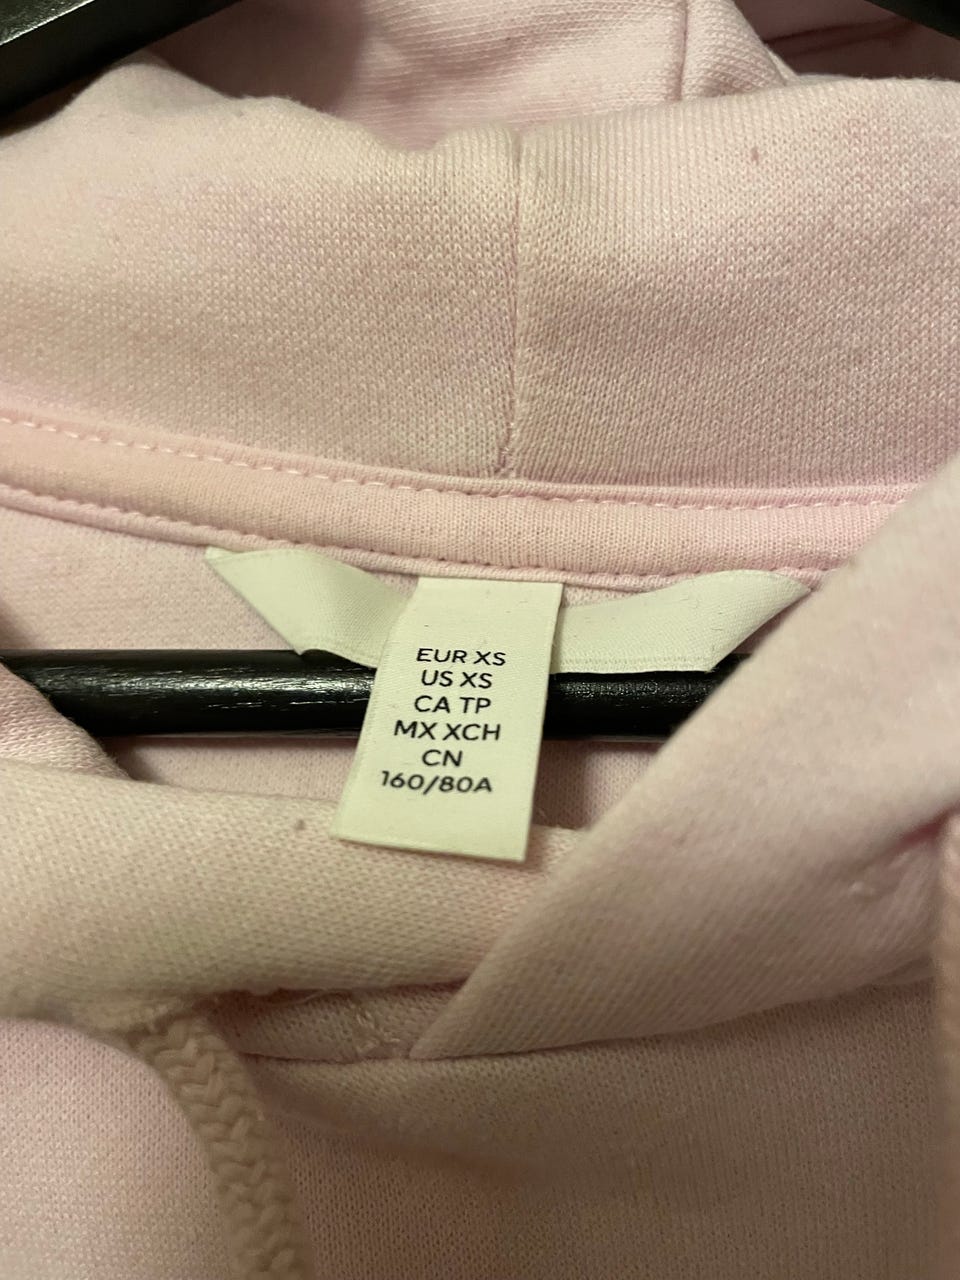 EUR XS
US XS
CA TP
MX XCH
CN
160/80A